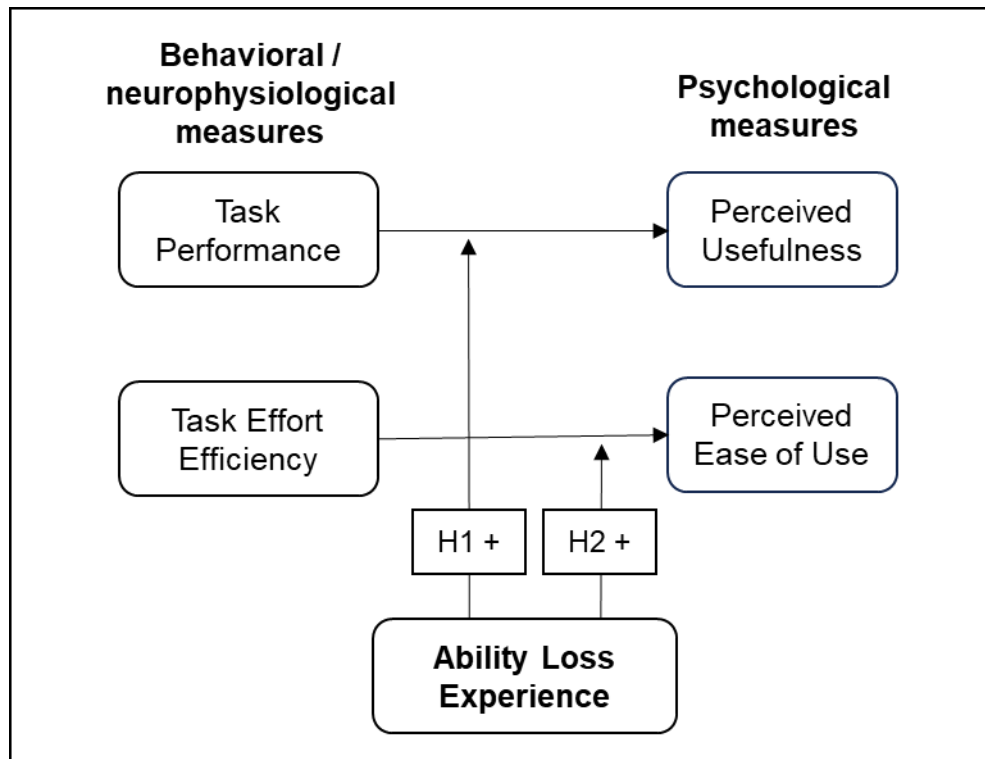 Behavioral /
neurophysiological
measures
Psychological
measures
Task
Performance
Perceived
Usefulness
Task Effort
Efficiency
Perceived
Ease of Use
H1 +
H2 +
Ability Loss
Experience